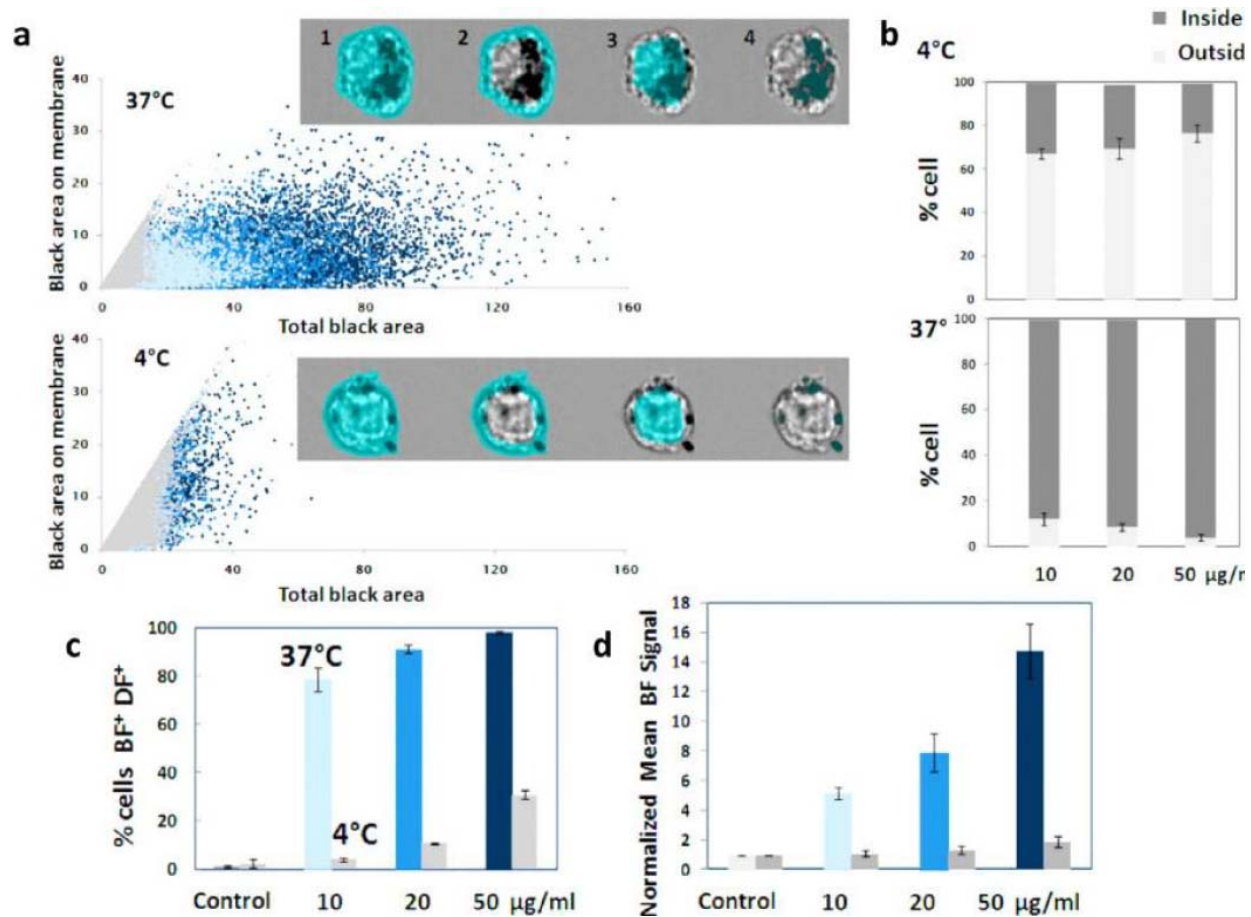 a
1 2 3 4
37°C
Black area on membrane
40
30
20
10
0
0 40 80 120 160
Total black area
4°C
Black area on membrane
40
30
20
10
0
0 40 80 120 160
Total black area
b
Inside
Outsid
4°C
% cell
100
80
60
40
20
0
37°
% cell
100
80
60
40
20
0
10 20 50 µg/m
c
% cells BF⁺ DF⁺
100
80
60
40
20
0
37°C
4°C
Control 10 20 50 µg/ml
d
Normalized Mean BF Signal
18
16
14
12
10
8
6
4
2
0
Control 10 20 50 µg/ml